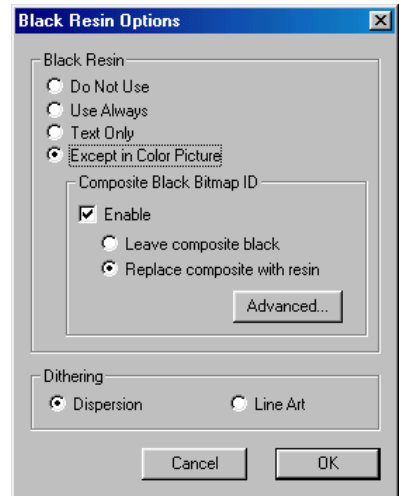 Black Resin Options
Black Resin
Do Not Use
Use Always
Text Only
Except in Color Picture
Composite Black Bitmap ID
Enable
Leave composite black
Replace composite with resin
Advanced...
Dithering
Dispersion Line Art
Cancel OK